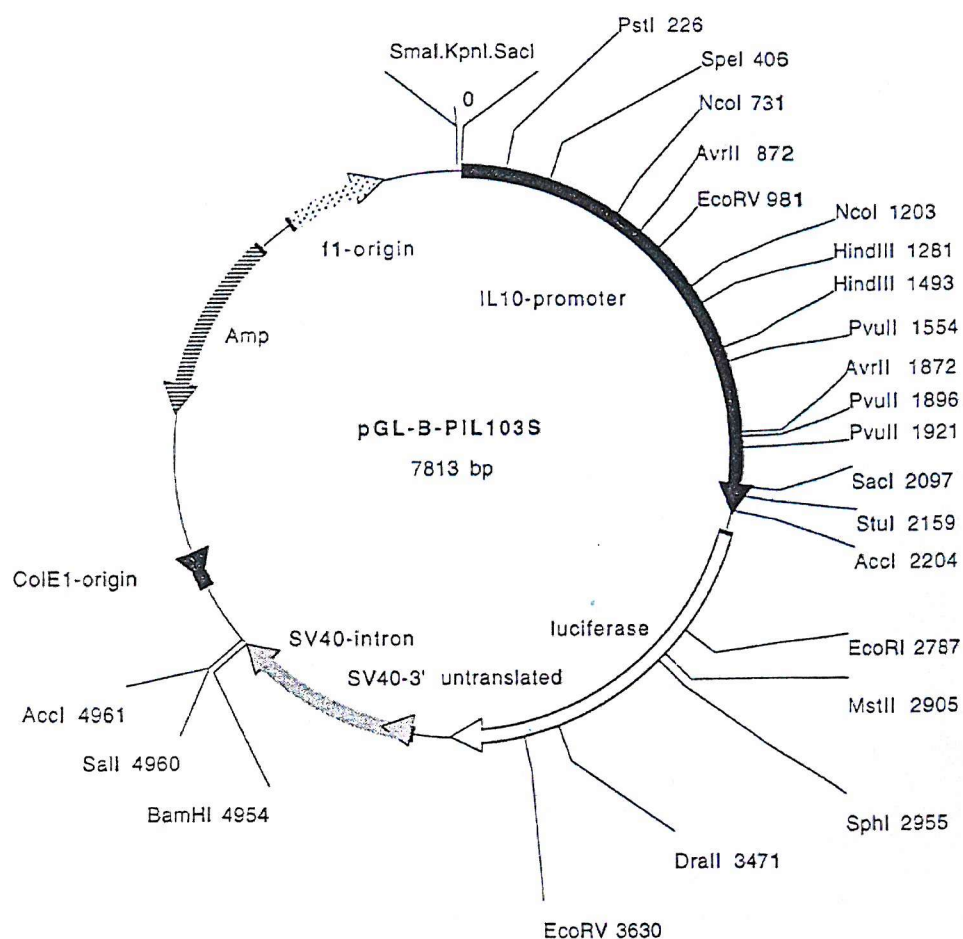 SmaI.KpnI.SacI
0
PstI 226
SpeI 406
NcoI 731
AvrII 872
EcoRV 981
NcoI 1203
HindIII 1281
HindIII 1493
PvuII 1554
AvrII 1872
PvuII 1896
PvuII 1921
SacI 2097
StuI 2159
AccI 2204
EcoRI 2787
MstII 2905
SphI 2955
DraII 3471
EcoRV 3630
BamHI 4954
SalI 4960
AccI 4961
ColE1-origin
Amp
f1-origin
IL10-promoter
pGL-B-PIL103S
7813 bp
luciferase
SV40-intron
SV40-3' untranslated